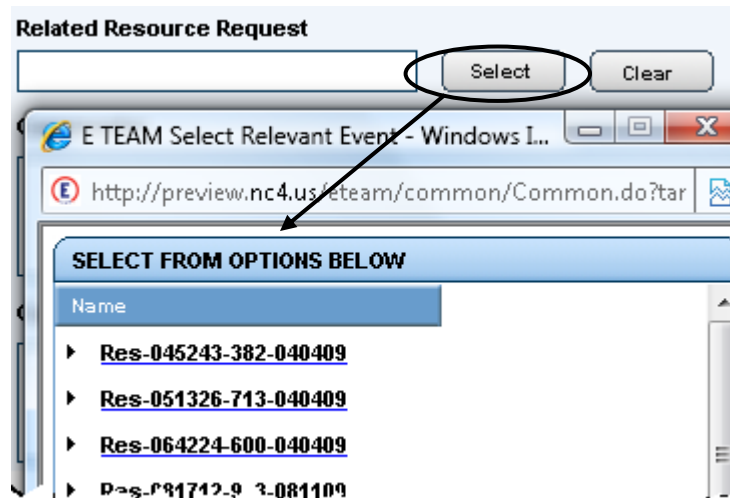 Related Resource Request
Select Clear
E TEAM Select Relevant Event - Windows I...
http://preview.nc4.us/eteam/common/Common.do?tar
SELECT FROM OPTIONS BELOW
Name
Res-045243-382-040409
Res-051326-713-040409
Res-064224-600-040409